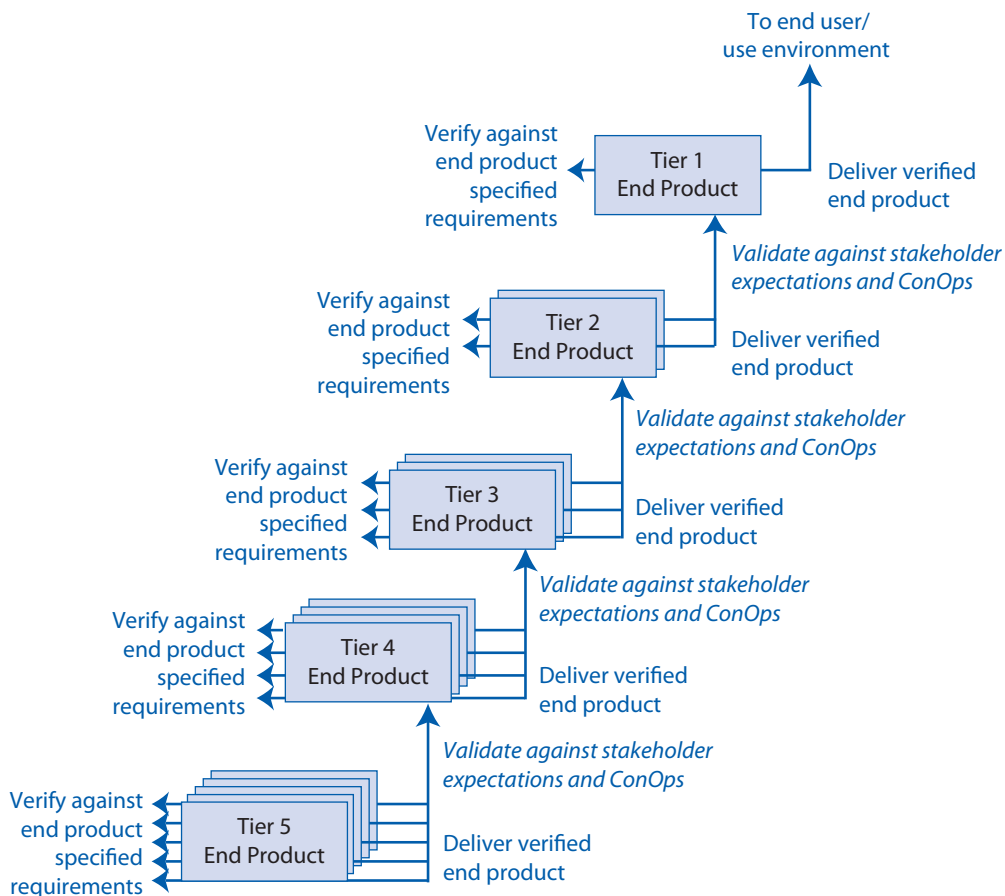 To end user/
use environment
Verify against
end product
specified
requirements
Tier 1
End Product
Deliver verified
end product
Validate against stakeholder
expectations and ConOps
Verify against
end product
specified
requirements
Tier 2
End Product
Deliver verified
end product
Validate against stakeholder
expectations and ConOps
Verify against
end product
specified
requirements
Tier 3
End Product
Deliver verified
end product
Validate against stakeholder
expectations and ConOps
Verify against
end product
specified
requirements
Tier 4
End Product
Deliver verified
end product
Validate against stakeholder
expectations and ConOps
Verify against
end product
specified
requirements
Tier 5
End Product
Deliver verified
end product